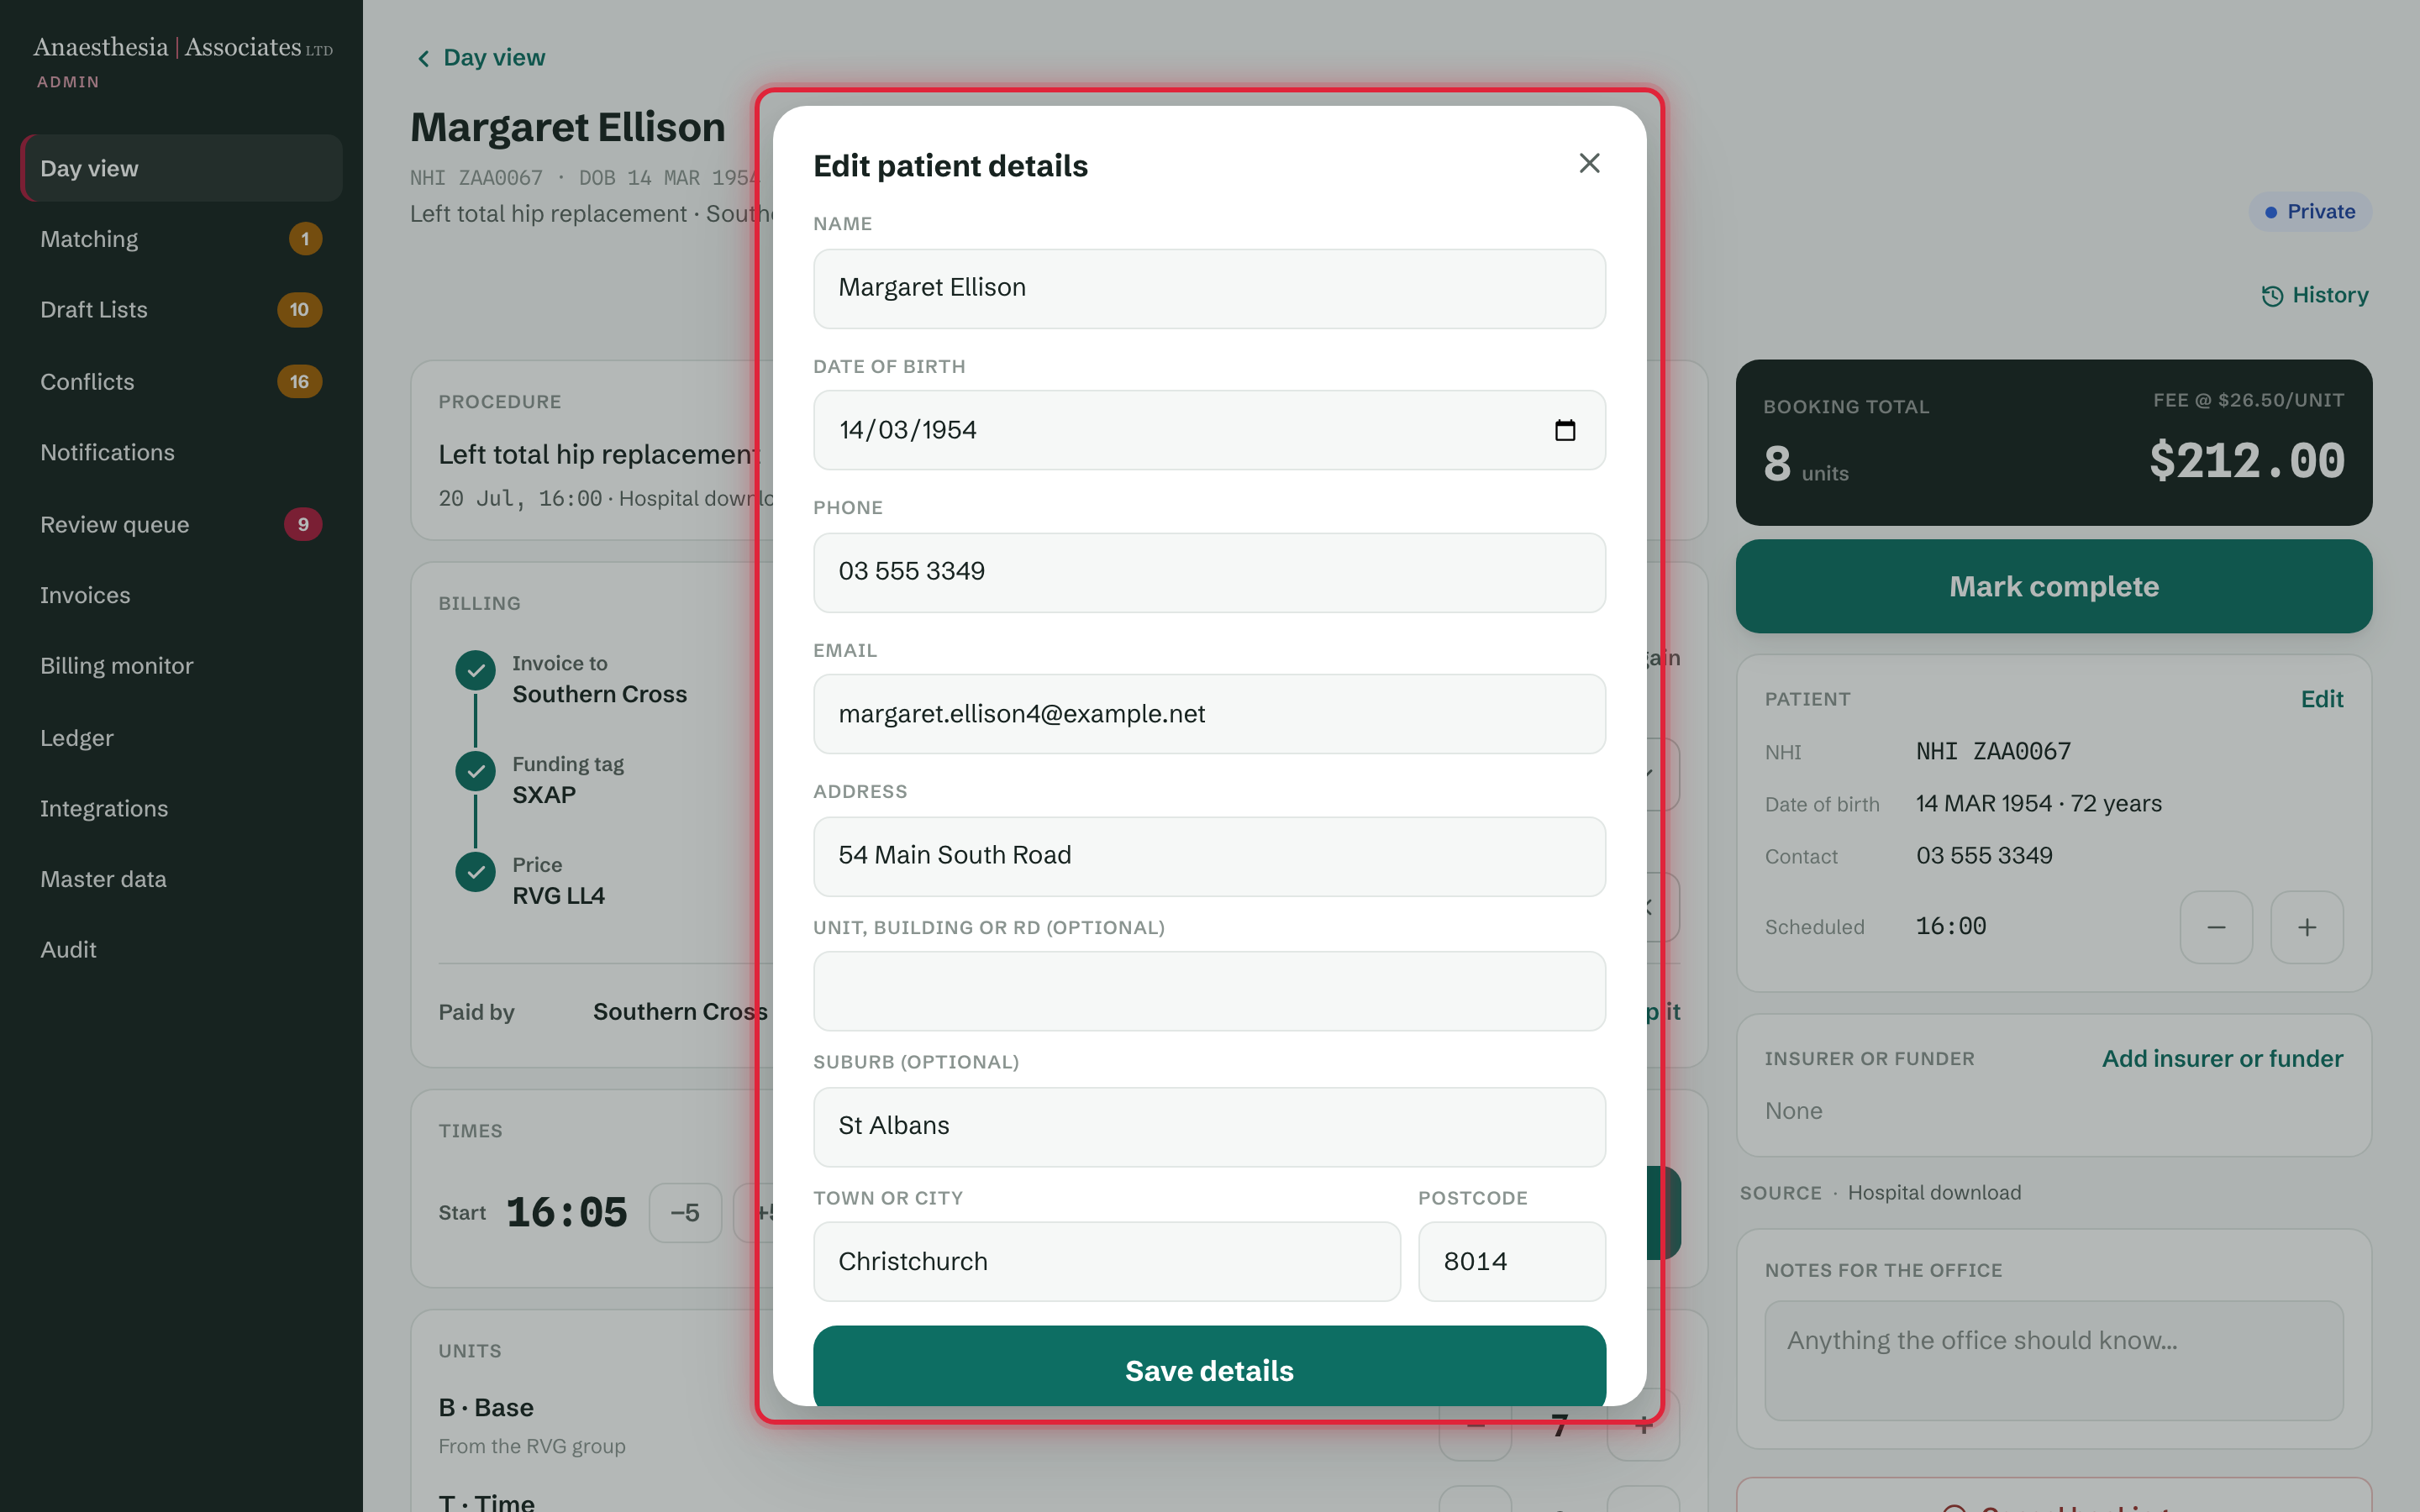 Anaesthesia | Associates LTD
ADMIN
Day view
Matching 1
Draft Lists 10
Conflicts 16
Notifications
Review queue 9
Invoices
Billing monitor
Ledger
Integrations
Master data
Audit
Day view
Margaret Ellison
NHI ZAA0067 · DOB 14 MAR 1954
Left total hip replacement ·
Private
History
PROCEDURE
Left total hip replacement
20 Jul, 16:00 · Hospital
BILLING
Invoice to
Southern Cross
Funding tag
SXAP
Price
RVG LL4
Paid by Southern Cross
TIMES
Start 16:05 −5
UNITS
B · Base
From the RVG group
7
T · Time
Edit patient details
NAME
Margaret Ellison
DATE OF BIRTH
14/03/1954
PHONE
03 555 3349
EMAIL
margaret.ellison4@example.net
ADDRESS
54 Main South Road
UNIT, BUILDING OR RD (OPTIONAL)
SUBURB (OPTIONAL)
St Albans
TOWN OR CITY POSTCODE
Christchurch 8014
Save details
BOOKING TOTAL FEE @ $26.50/UNIT
8 units $212.00
Mark complete
PATIENT Edit
NHI NHI ZAA0067
Date of birth 14 MAR 1954 · 72 years
Contact 03 555 3349
Scheduled 16:00 − +
INSURER OR FUNDER Add insurer or funder
None
SOURCE · Hospital download
NOTES FOR THE OFFICE
Anything the office should know...